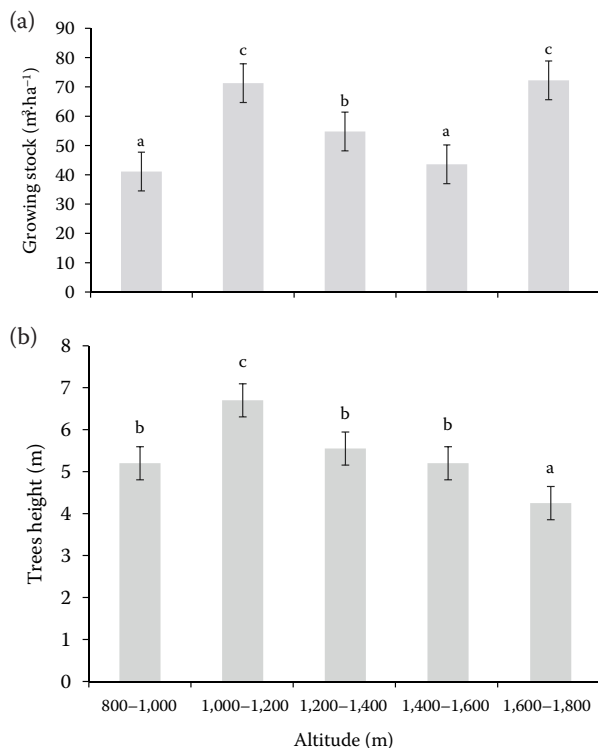 (a)
Growing stock (m³·ha⁻¹)
90
80
70
60
50
40
30
20
10
0
a
c
b
a
c
(b)
Trees height (m)
8
7
6
5
4
3
2
1
0
b
c
b
b
a
800–1,000 1,000–1,200 1,200–1,400 1,400–1,600 1,600–1,800
Altitude (m)